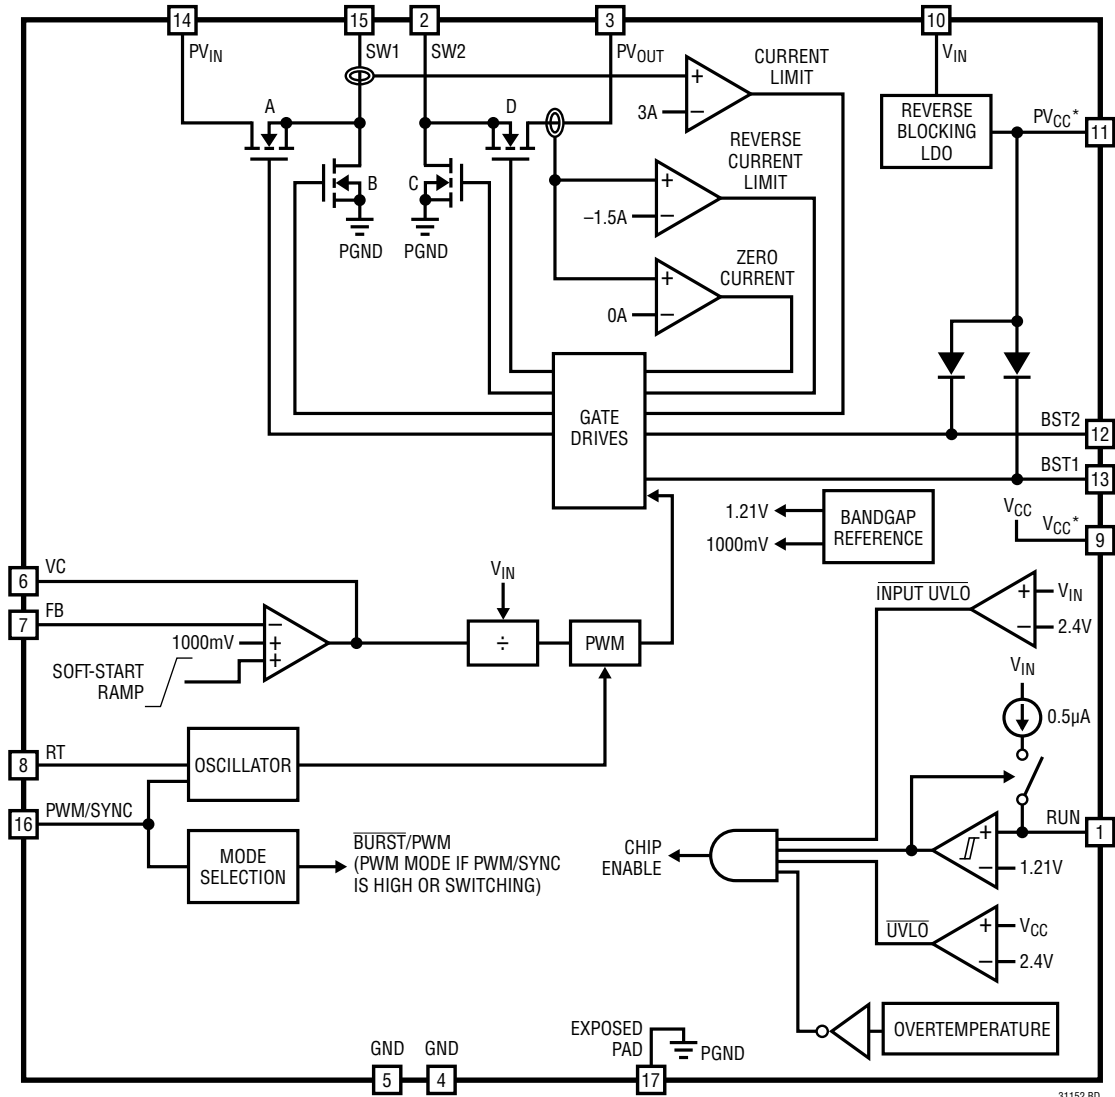 14
15
2
3
10
PVIN
SW1
SW2
PVOUT
VIN
CURRENT
LIMIT
A
D
+
3A
−
REVERSE
BLOCKING
LDO
PVCC*
11
REVERSE
CURRENT
LIMIT
B
C
+
–1.5A
−
PGND
PGND
ZERO
CURRENT
+
0A
−
GATE
DRIVES
BST2
12
BST1
13
1.21V
1000mV
BANDGAP
REFERENCE
VCC
VCC*
9
6
VC
7
FB
1000mV
−
+
+
SOFT-START
RAMP
VIN
÷
PWM
INPUT UVLO
+
VIN
−
2.4V
VIN
0.5µA
8
RT
OSCILLATOR
16
PWM/SYNC
MODE
SELECTION
BURST/PWM
(PWM MODE IF PWM/SYNC
IS HIGH OR SWITCHING)
CHIP
ENABLE
RUN
1
+
−
1.21V
UVLO
+
VCC
−
2.4V
OVERTEMPERATURE
EXPOSED
PAD
PGND
GND
GND
5
4
17
31152 BD